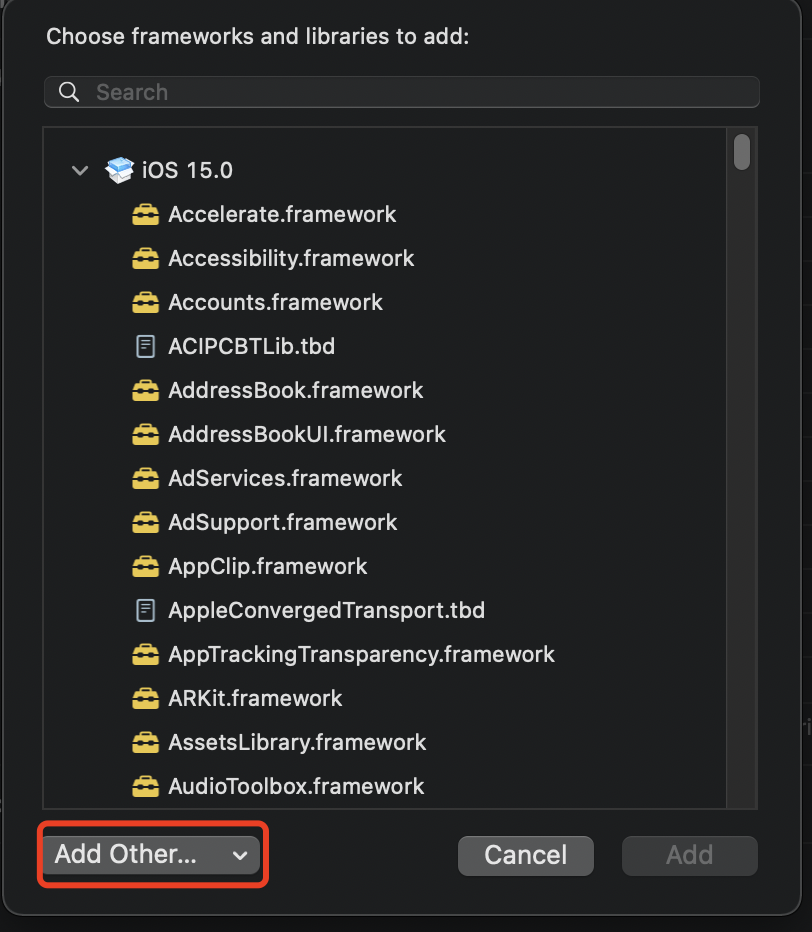 Choose frameworks and libraries to add:
Search
iOS 15.0
Accelerate.framework
Accessibility.framework
Accounts.framework
ACIPCBTLib.tbd
AddressBook.framework
AddressBookUI.framework
AdServices.framework
AdSupport.framework
AppClip.framework
AppleConvergedTransport.tbd
AppTrackingTransparency.framework
ARKit.framework
AssetsLibrary.framework
AudioToolbox.framework
Add Other...
Cancel
Add